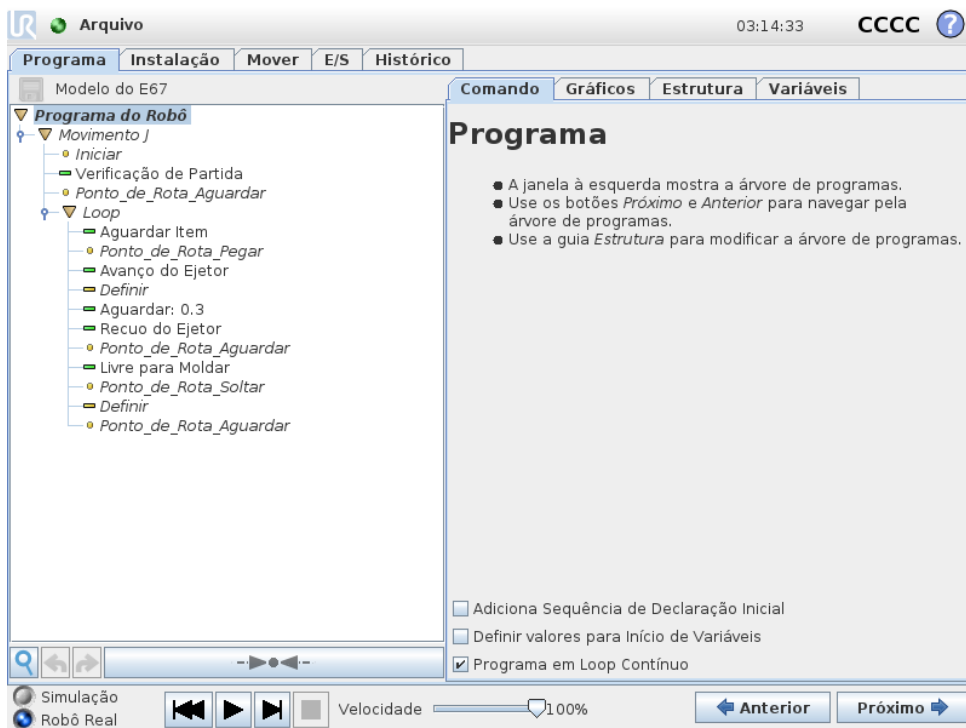 UR Arquivo 03:14:33 CCCC ?
Programa Instalação Mover E/S Histórico
Modelo do E67
Programa do Robô
Movimento J
Iniciar
Verificação de Partida
Ponto_de_Rota_Aguardar
Loop
Aguardar Item
Ponto_de_Rota_Pegar
Avanço do Ejetor
Definir
Aguardar: 0.3
Recuo do Ejetor
Ponto_de_Rota_Aguardar
Livre para Moldar
Ponto_de_Rota_Soltar
Definir
Ponto_de_Rota_Aguardar
Comando Gráficos Estrutura Variáveis
Programa
A janela à esquerda mostra a árvore de programas.
Use os botões Próximo e Anterior para navegar pela
árvore de programas.
Use a guia Estrutura para modificar a árvore de programas.
Adiciona Sequência de Declaração Inicial
Definir valores para Início de Variáveis
Programa em Loop Contínuo
Simulação
Robô Real
Velocidade 100%
Anterior Próximo